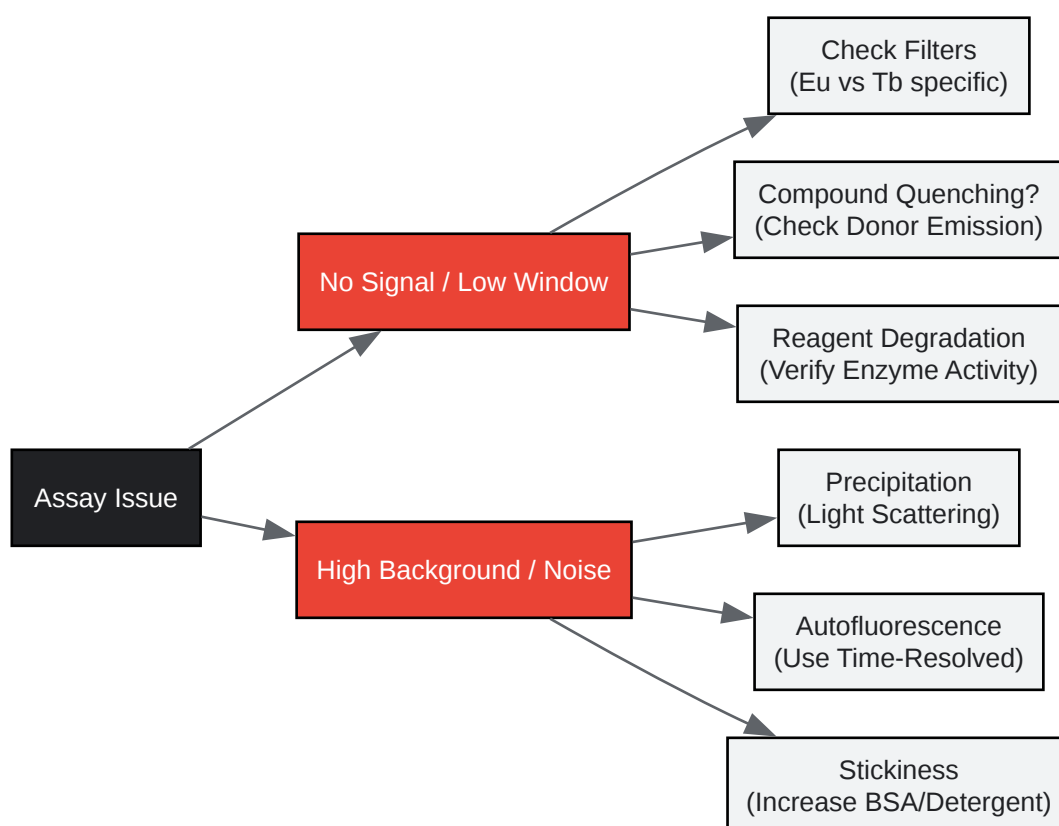 Check Filters
(Eu vs Tb specific)
Compound Quenching?
(Check Donor Emission)
No Signal / Low Window
Reagent Degradation
(Verify Enzyme Activity)
Assay Issue
Precipitation
(Light Scattering)
High Background / Noise
Autofluorescence
(Use Time-Resolved)
Stickiness
(Increase BSA/Detergent)